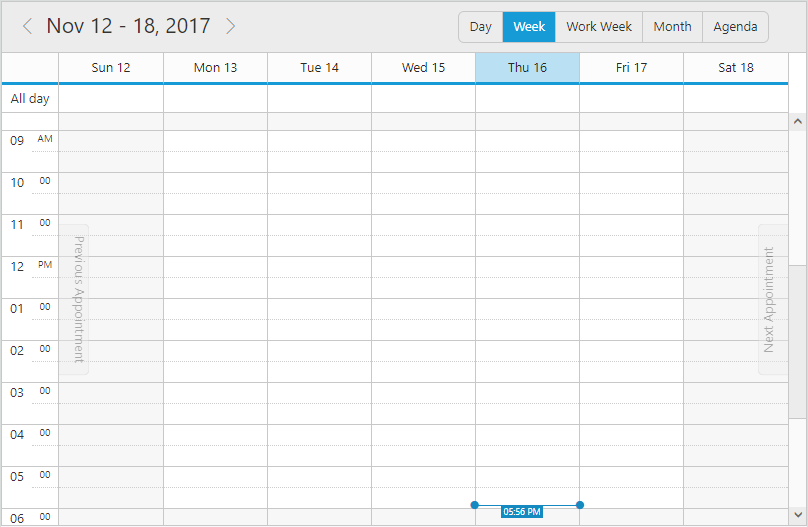 Nov 12 - 18, 2017 Day Week Work Week Month Agenda
Sun 12 Mon 13 Tue 14 Wed 15 Thu 16 Fri 17 Sat 18
All day
09 AM
10 00
11 00
Previous Appointment
Next Appointment
12 PM
01 00
02 00
03 00
04 00
05 00
05:56 PM
06 00